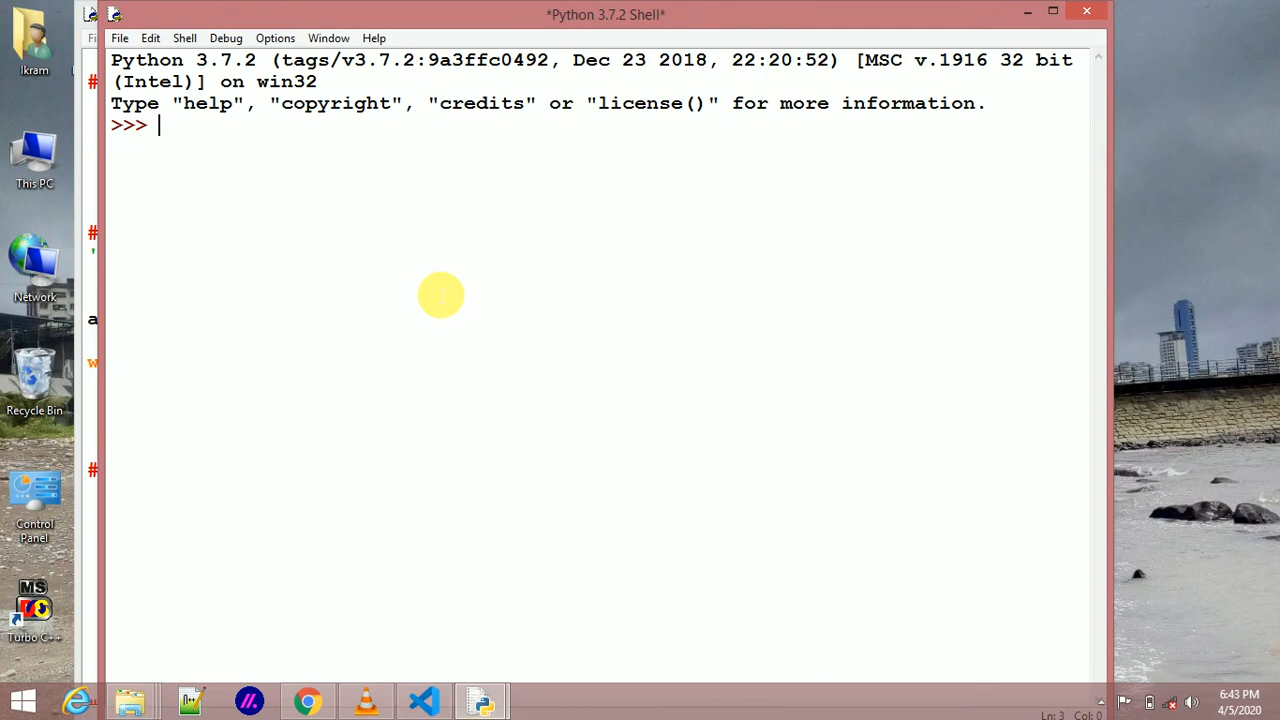 *Python 3.7.2 Shell*
File Edit Shell Debug Options Window Help
Python 3.7.2 (tags/v3.7.2:9a3ffc0492, Dec 23 2018, 22:20:52) [MSC v.1916 32 bit
(Intel)] on win32
Type "help", "copyright", "credits" or "license()" for more information.
>>>
Fi
#
#
'
a
w
#
Ikram
This PC
Network
Recycle Bin
Control
Panel
MS
Turbo C++
Ln: 3 Col: 0
6:43 PM
4/5/2020